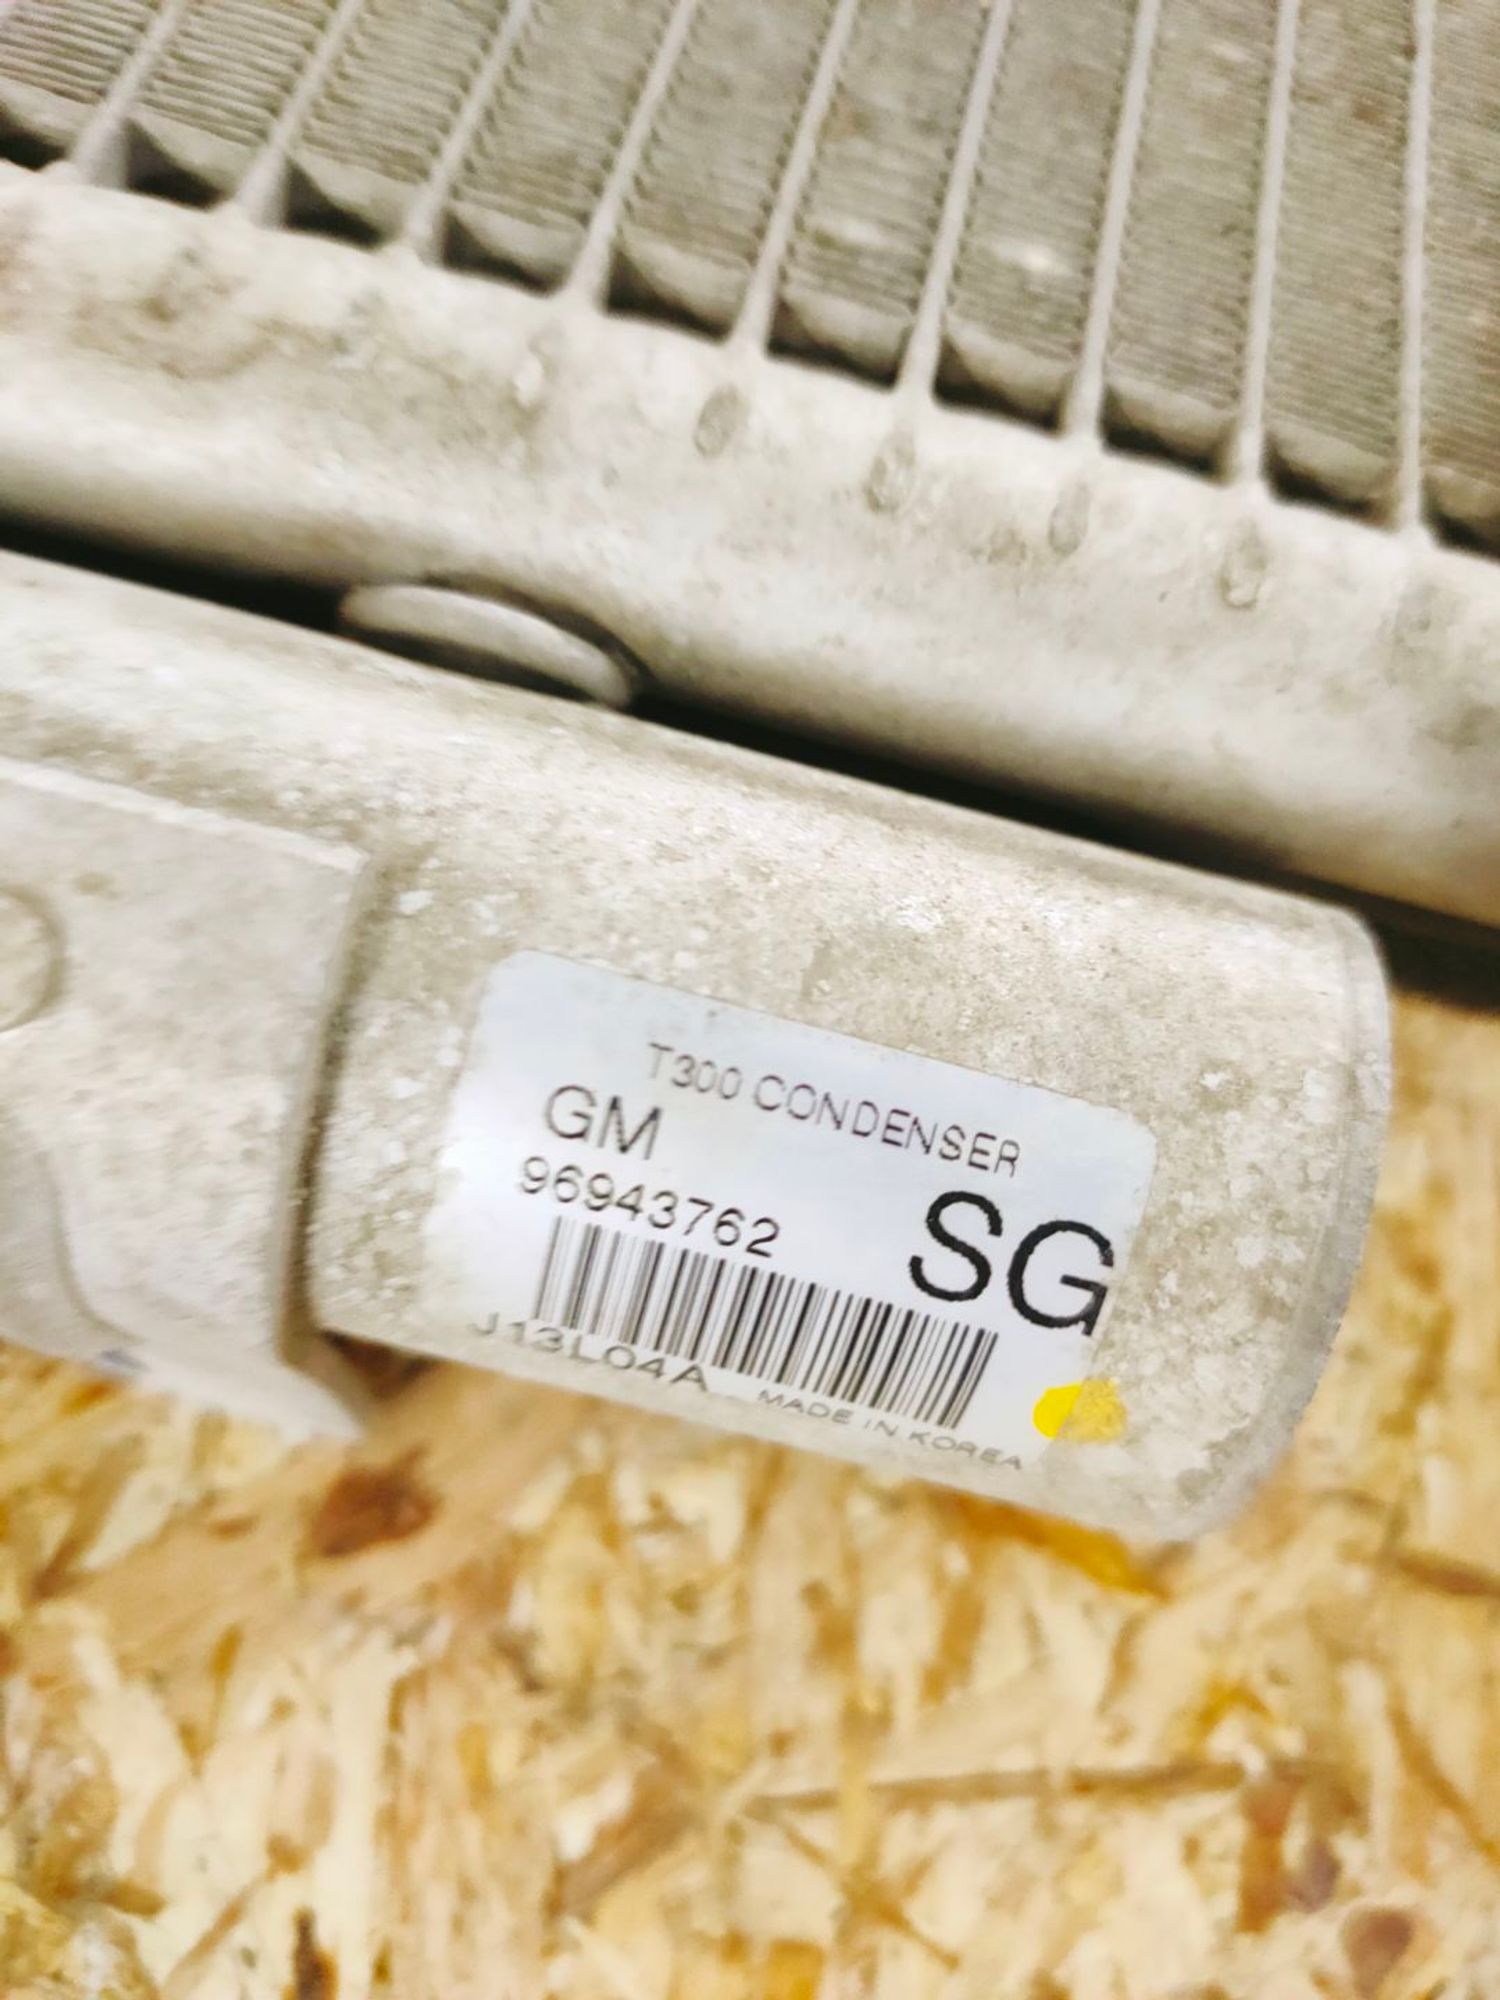 T300 CONDENSER
GM
96943762
SG
J13L04A MADE IN KOREA